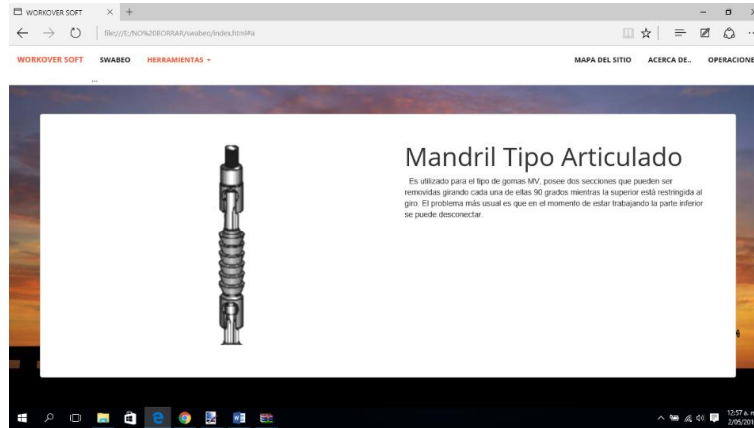 WORKOVER SOFT
file:///E:/NO%20BORRAR/swabeo/index.html#a
WORKOVER SOFT SWABEO HERRAMIENTAS MAPA DEL SITIO ACERCA DE.. OPERACIONE
...
Mandril Tipo Articulado
Es utilizado para el tipo de gomas MV, posee dos secciones que pueden ser
removidas girando cada una de ellas 90 grados mientras la superior está restringida al
giro. El problema más usual es que en el momento de estar trabajando la parte inferior
se puede desconectar.
12:57 a. m
2/05/201